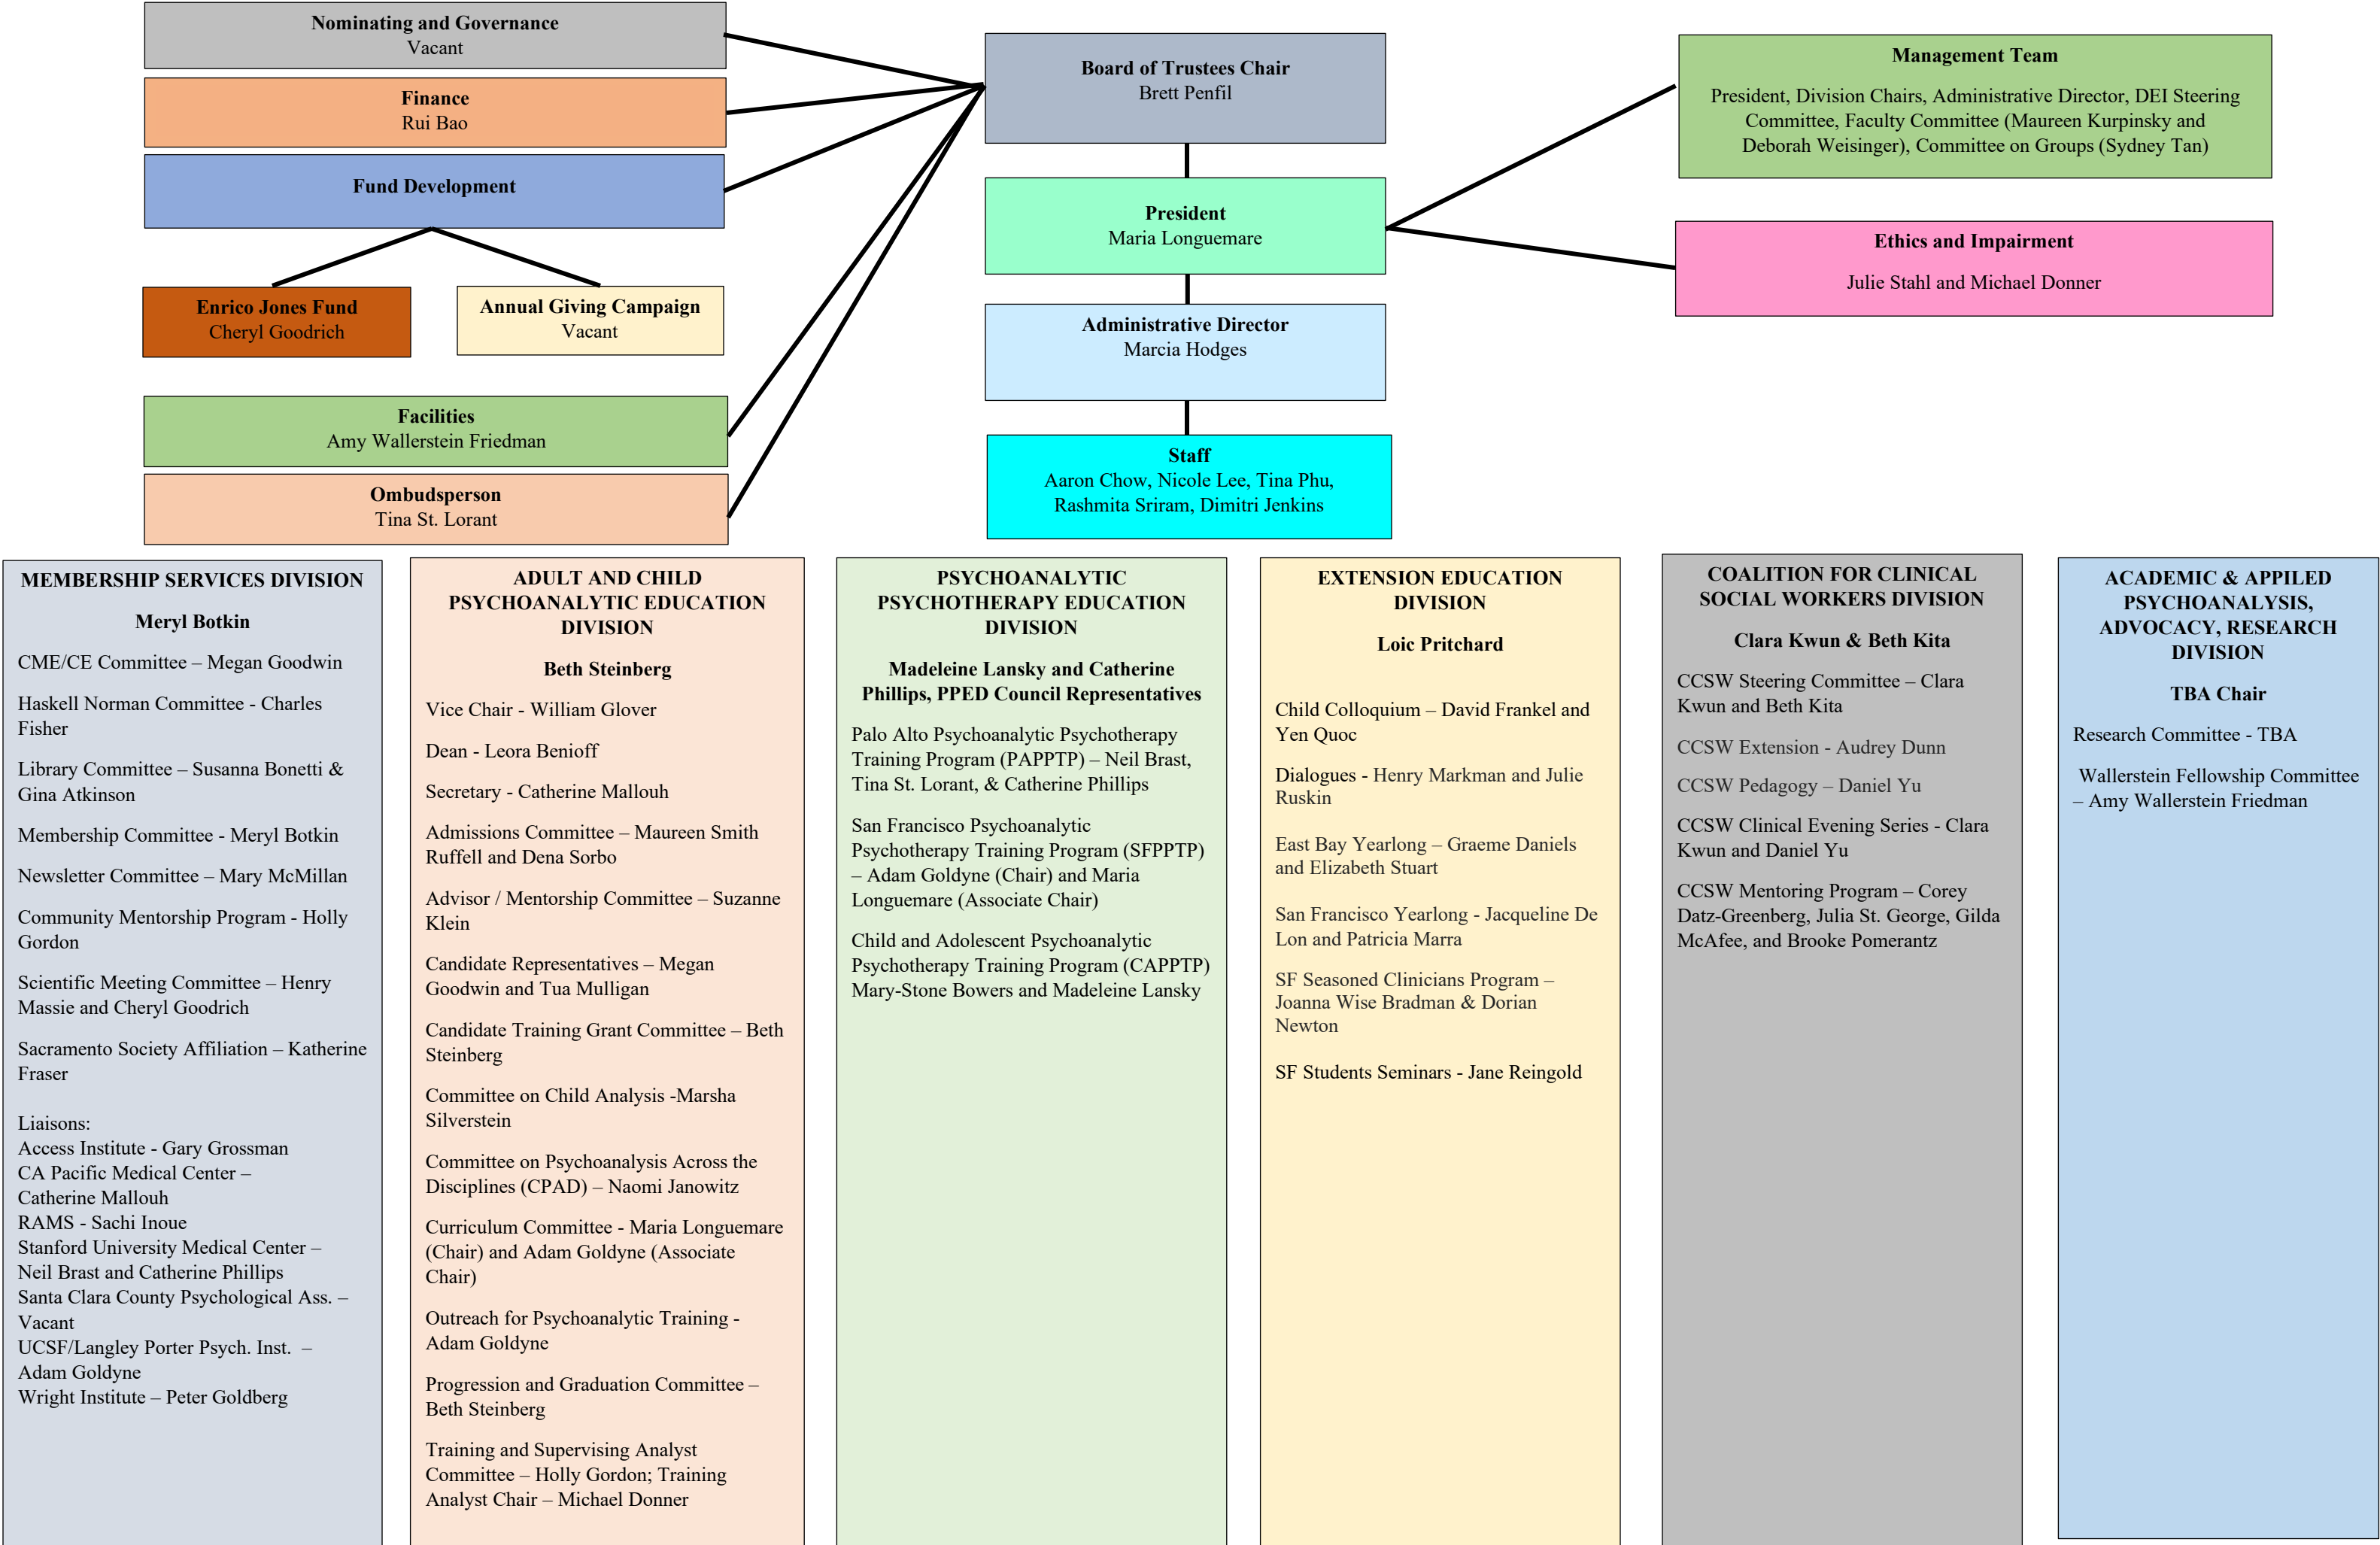 Nominating and Governance
Vacant
Finance
Rui Bao
Fund Development
Enrico Jones Fund
Cheryl Goodrich
Annual Giving Campaign
Vacant
Facilities
Amy Wallerstein Friedman
Ombudsperson
Tina St. Lorant
Board of Trustees Chair
Brett Penfil
President
Maria Longuemare
Administrative Director
Marcia Hodges
Staff
Aaron Chow, Nicole Lee, Tina Phu,
Rashmita Sriram, Dimitri Jenkins
Management Team
President, Division Chairs, Administrative Director, DEI Steering
Committee, Faculty Committee (Maureen Kurpinsky and
Deborah Weisinger), Committee on Groups (Sydney Tan)
Ethics and Impairment
Julie Stahl and Michael Donner
MEMBERSHIP SERVICES DIVISION
Meryl Botkin
CME/CE Committee – Megan Goodwin
Haskell Norman Committee - Charles
Fisher
Library Committee – Susanna Bonetti &
Gina Atkinson
Membership Committee - Meryl Botkin
Newsletter Committee – Mary McMillan
Community Mentorship Program - Holly
Gordon
Scientific Meeting Committee – Henry
Massie and Cheryl Goodrich
Sacramento Society Affiliation – Katherine
Fraser
Liaisons:
Access Institute - Gary Grossman
CA Pacific Medical Center –
Catherine Mallouh
RAMS - Sachi Inoue
Stanford University Medical Center –
Neil Brast and Catherine Phillips
Santa Clara County Psychological Ass. –
Vacant
UCSF/Langley Porter Psych. Inst.  –
Adam Goldyne
Wright Institute – Peter Goldberg
ADULT AND CHILD
PSYCHOANALYTIC EDUCATION
DIVISION
Beth Steinberg
Vice Chair - William Glover
Dean - Leora Benioff
Secretary - Catherine Mallouh
Admissions Committee – Maureen Smith
Ruffell and Dena Sorbo
Advisor / Mentorship Committee – Suzanne
Klein
Candidate Representatives – Megan
Goodwin and Tua Mulligan
Candidate Training Grant Committee – Beth
Steinberg
Committee on Child Analysis -Marsha
Silverstein
Committee on Psychoanalysis Across the
Disciplines (CPAD) – Naomi Janowitz
Curriculum Committee - Maria Longuemare
(Chair) and Adam Goldyne (Associate
Chair)
Outreach for Psychoanalytic Training -
Adam Goldyne
Progression and Graduation Committee –
Beth Steinberg
Training and Supervising Analyst
Committee – Holly Gordon; Training
Analyst Chair – Michael Donner
PSYCHOANALYTIC
PSYCHOTHERAPY EDUCATION
DIVISION
Madeleine Lansky and Catherine
Phillips, PPED Council Representatives
Palo Alto Psychoanalytic Psychotherapy
Training Program (PAPPTP) – Neil Brast,
Tina St. Lorant, & Catherine Phillips
San Francisco Psychoanalytic
Psychotherapy Training Program (SFPPTP)
– Adam Goldyne (Chair) and Maria
Longuemare (Associate Chair)
Child and Adolescent Psychoanalytic
Psychotherapy Training Program (CAPPTP)
Mary-Stone Bowers and Madeleine Lansky
EXTENSION EDUCATION
DIVISION
Loic Pritchard
Child Colloquium – David Frankel and
Yen Quoc
Dialogues - Henry Markman and Julie
Ruskin
East Bay Yearlong – Graeme Daniels
and Elizabeth Stuart
San Francisco Yearlong - Jacqueline De
Lon and Patricia Marra
SF Seasoned Clinicians Program –
Joanna Wise Bradman & Dorian
Newton
SF Students Seminars - Jane Reingold
COALITION FOR CLINICAL
SOCIAL WORKERS DIVISION
Clara Kwun & Beth Kita
CCSW Steering Committee – Clara
Kwun and Beth Kita
CCSW Extension - Audrey Dunn
CCSW Pedagogy – Daniel Yu
CCSW Clinical Evening Series - Clara
Kwun and Daniel Yu
CCSW Mentoring Program – Corey
Datz-Greenberg, Julia St. George, Gilda
McAfee, and Brooke Pomerantz
ACADEMIC & APPILED
PSYCHOANALYSIS,
ADVOCACY, RESEARCH
DIVISION
TBA Chair
Research Committee - TBA
Wallerstein Fellowship Committee
– Amy Wallerstein Friedman